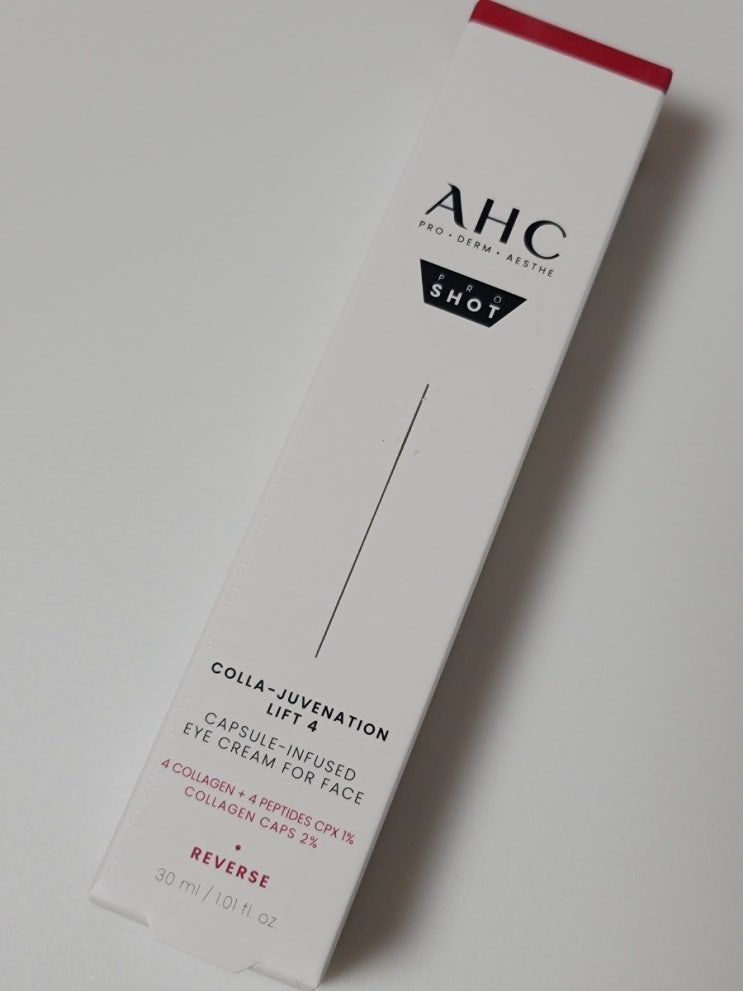 AHC
PRO • DERM • AESTHE
PRO
SHOT
COLLA-JUVENATION
LIFT 4
CAPSULE-INFUSED
EYE CREAM FOR FACE
4 COLLAGEN + 4 PEPTIDES CPX 1%
COLLAGEN CAPS 2%
•
REVERSE
30 ml / 1.01 fl. oz.